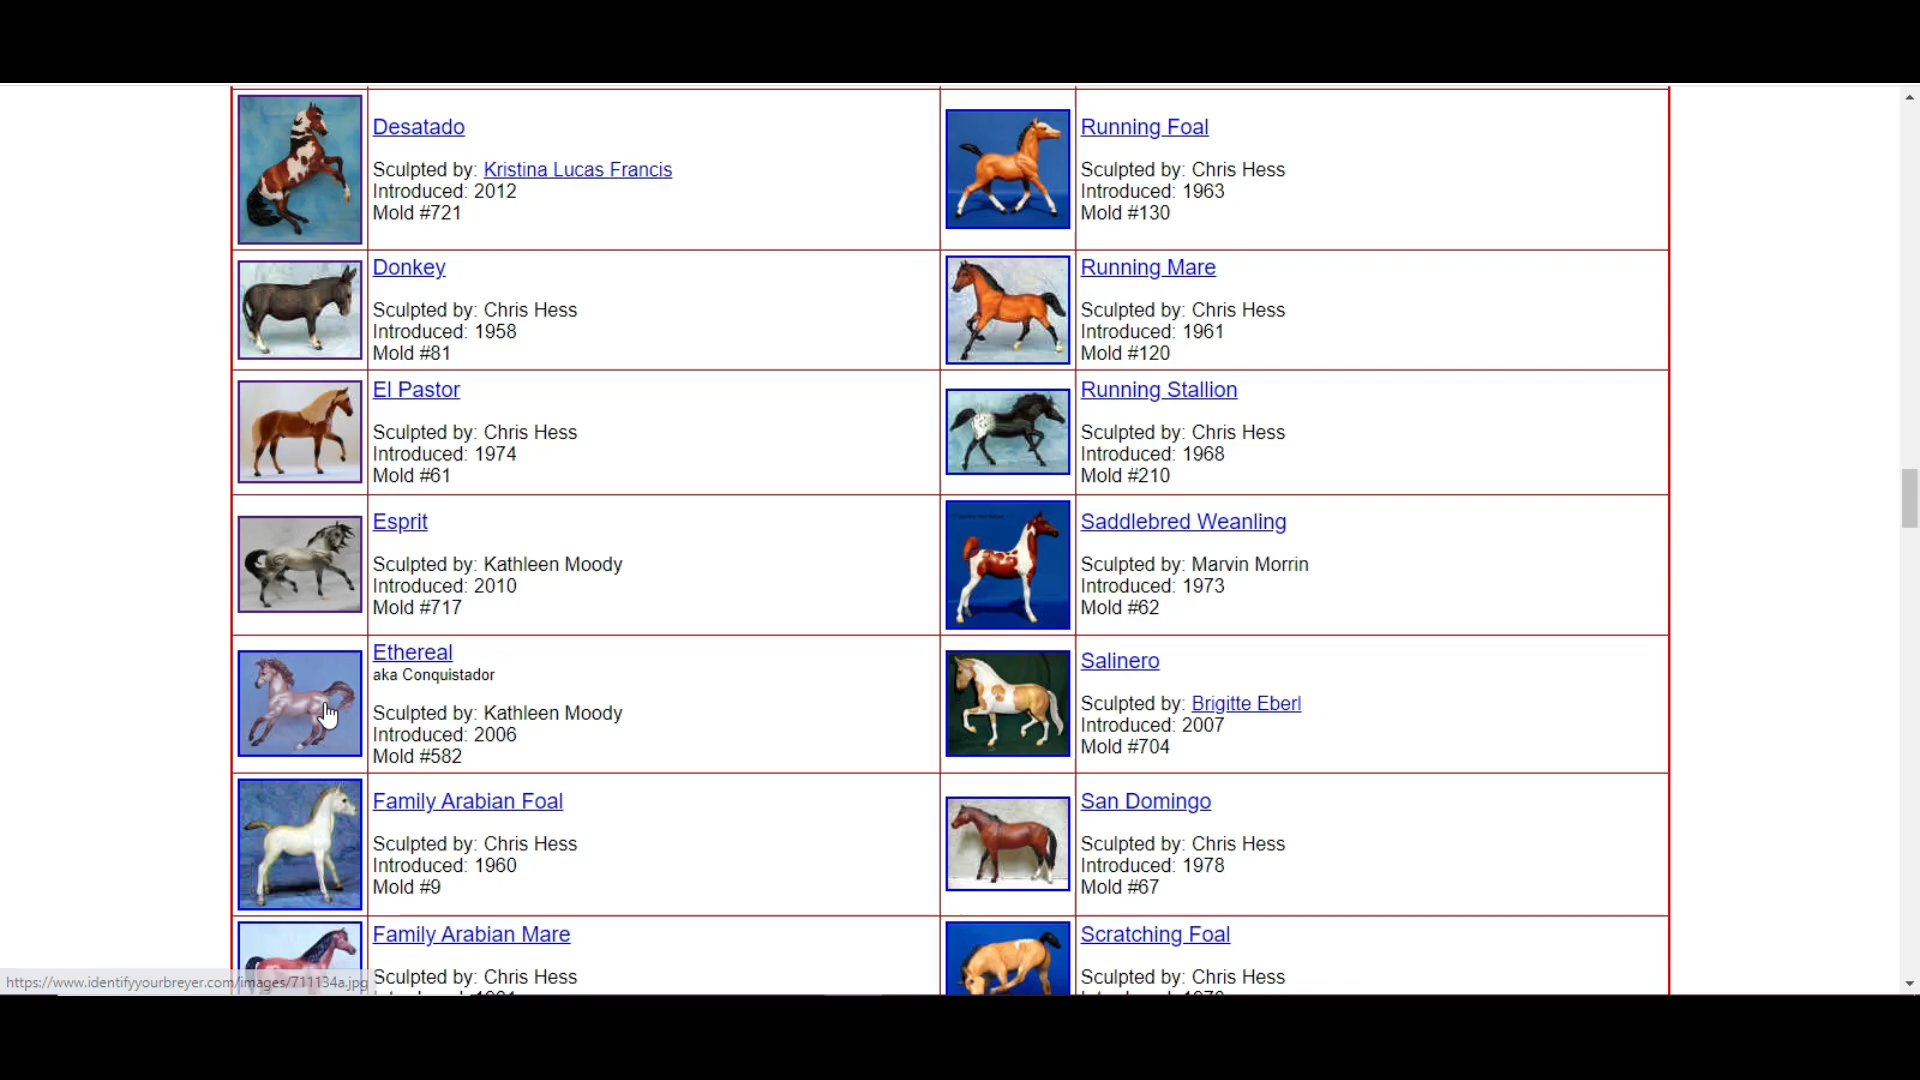 Desatado
Sculpted by: Kristina Lucas Francis
Introduced: 2012
Mold #721
Running Foal
Sculpted by: Chris Hess
Introduced: 1963
Mold #130
Donkey
Sculpted by: Chris Hess
Introduced: 1958
Mold #81
Running Mare
Sculpted by: Chris Hess
Introduced: 1961
Mold #120
El Pastor
Sculpted by: Chris Hess
Introduced: 1974
Mold #61
Running Stallion
Sculpted by: Chris Hess
Introduced: 1968
Mold #210
Esprit
Sculpted by: Kathleen Moody
Introduced: 2010
Mold #717
Saddlebred Weanling
Sculpted by: Marvin Morrin
Introduced: 1973
Mold #62
Ethereal
aka Conquistador
Sculpted by: Kathleen Moody
Introduced: 2006
Mold #582
Salinero
Sculpted by: Brigitte Eberl
Introduced: 2007
Mold #704
Family Arabian Foal
Sculpted by: Chris Hess
Introduced: 1960
Mold #9
San Domingo
Sculpted by: Chris Hess
Introduced: 1978
Mold #67
Family Arabian Mare
Sculpted by: Chris Hess
Scratching Foal
Sculpted by: Chris Hess
https://www.identifyyourbreyer.com/images/711134a.jpg